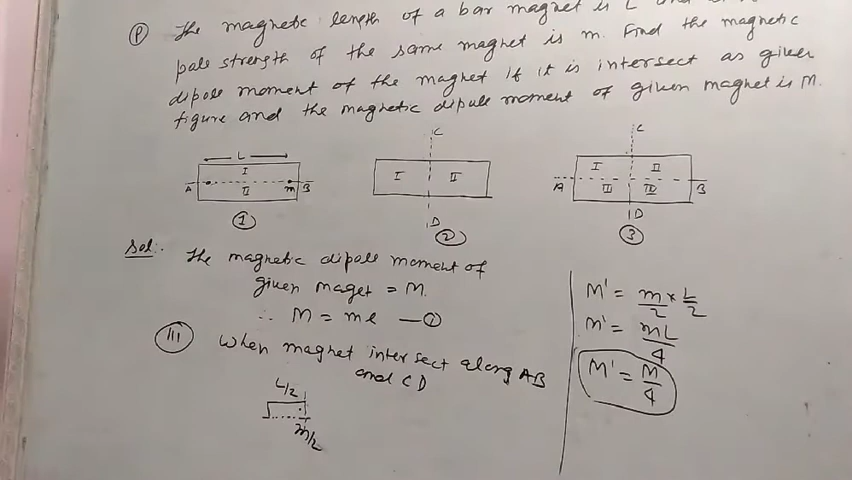 P The magnetic length of a bar magnet is L and
pole strength of the same magnet is m. Find the magnetic
dipole moment of the magnet if it is intersect as given
figure and the magnetic dipole moment of given magnet is M.
L
I
A m B
II
1
C
I II
D
2
C
I II
A B
III IV
D
3
Sol:-
The magnetic dipole moment of
given maget = M.
∴ M = ml —①
III When magnet intersect along AB
and CD
L/2
m/2
M' = m/2 × L/2
M' = mL/4
M' = M/4